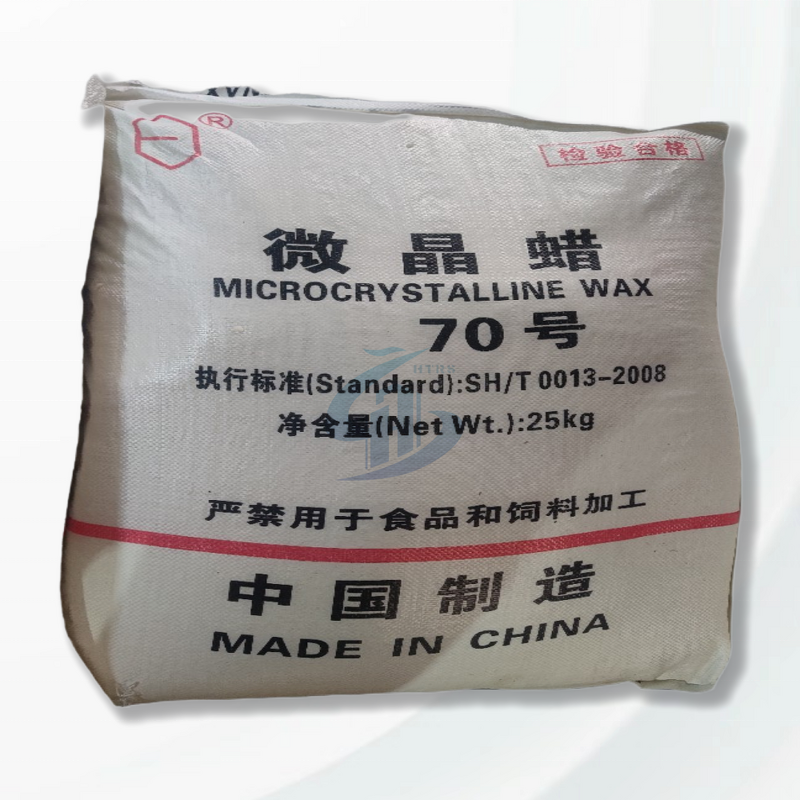 ®
检验合格
微晶蜡
MICROCRYSTALLINE WAX
70号
HTRS
执行标准(Standard):SH/T 0013-2008
净含量(Net Wt.):25kg
严禁用于食品和饲料加工
中国制造
MADE IN CHINA